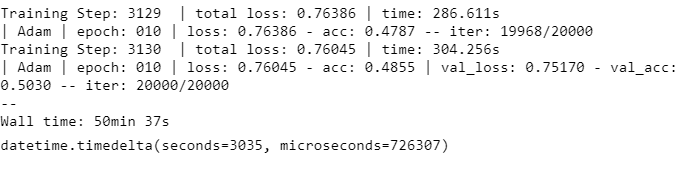 Training Step: 3129  | total loss: 0.76386 | time: 286.611s
| Adam | epoch: 010 | loss: 0.76386 - acc: 0.4787 -- iter: 19968/20000
Training Step: 3130  | total loss: 0.76045 | time: 304.256s
| Adam | epoch: 010 | loss: 0.76045 - acc: 0.4855 | val_loss: 0.75170 - val_acc:
0.5030 -- iter: 20000/20000
--
Wall time: 50min 37s
datetime.timedelta(seconds=3035, microseconds=726307)